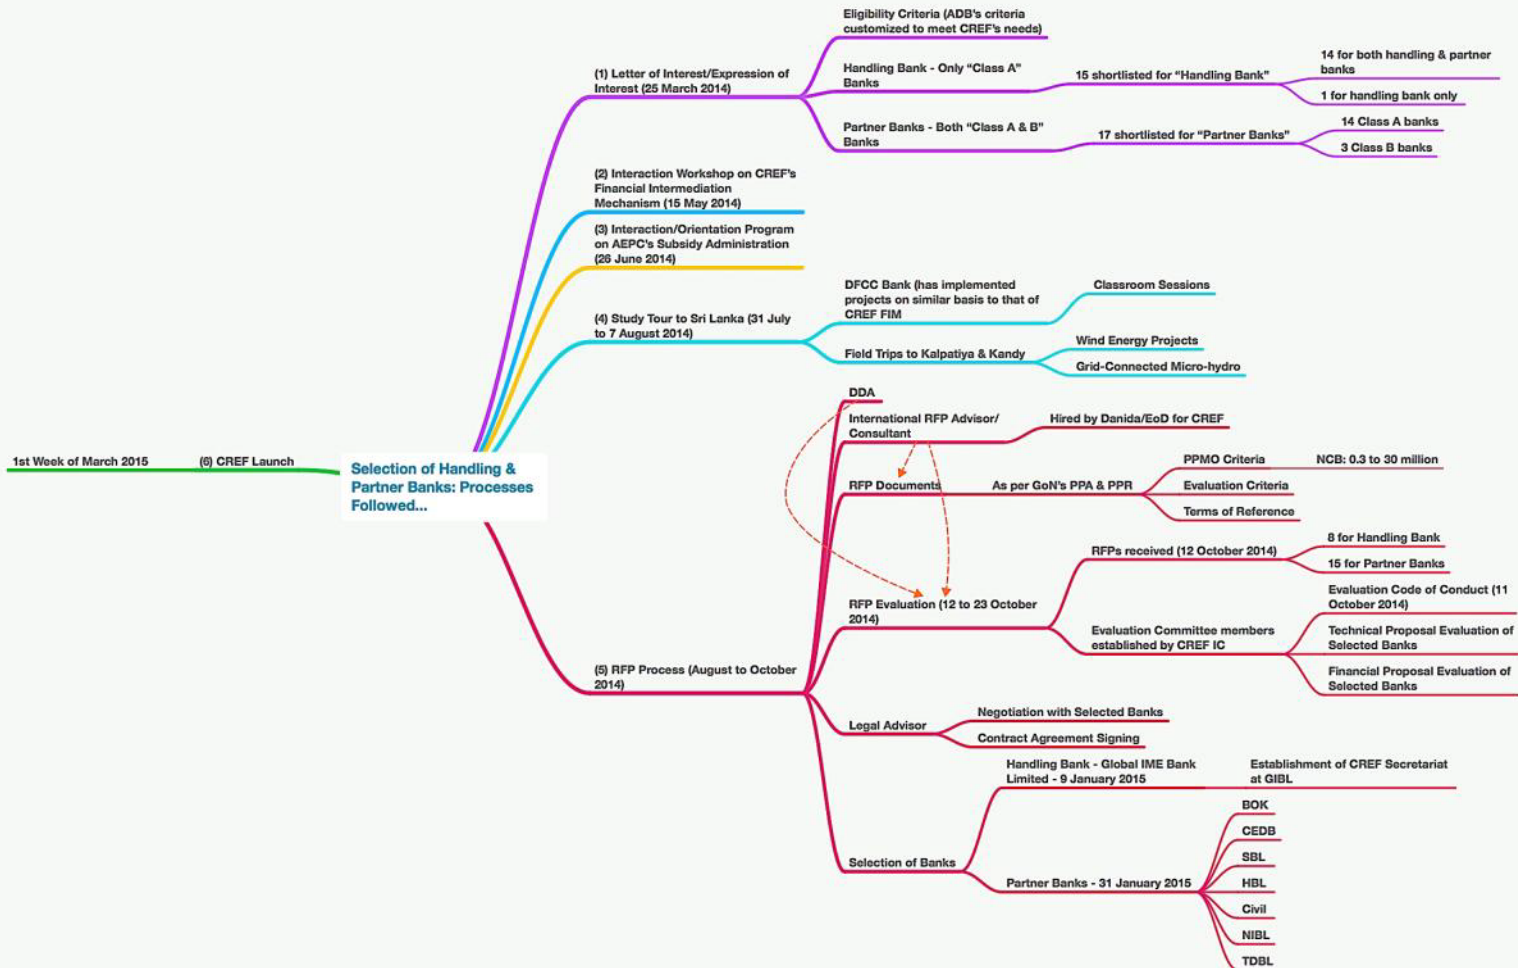 Eligibility Criteria (ADB's criteria
customized to meet CREF's needs)
(1) Letter of Interest/Expression of
Interest (25 March 2014)
Handling Bank - Only "Class A"
Banks
15 shortlisted for "Handling Bank"
14 for both handling & partner
banks
1 for handling bank only
Partner Banks - Both "Class A & B"
Banks
17 shortlisted for "Partner Banks"
14 Class A banks
3 Class B banks
(2) Interaction Workshop on CREF's
Financial Intermediation
Mechanism (15 May 2014)
(3) Interaction/Orientation Program
on AEPC's Subsidy Administration
(26 June 2014)
(4) Study Tour to Sri Lanka (31 July
to 7 August 2014)
DFCC Bank (has implemented
projects on similar basis to that of
CREF FIM
Classroom Sessions
Field Trips to Kalpatiya & Kandy
Wind Energy Projects
Grid-Connected Micro-hydro
1st Week of March 2015
(6) CREF Launch
Selection of Handling &
Partner Banks: Processes
Followed...
(5) RFP Process (August to October
2014)
DDA
International RFP Advisor/
Consultant
Hired by Danida/EoD for CREF
RFP Documents
As per GoN's PPA & PPR
PPMO Criteria
NCB: 0.3 to 30 million
Evaluation Criteria
Terms of Reference
RFP Evaluation (12 to 23 October
2014)
RFPs received (12 October 2014)
8 for Handling Bank
15 for Partner Banks
Evaluation Committee members
established by CREF IC
Evaluation Code of Conduct (11
October 2014)
Technical Proposal Evaluation of
Selected Banks
Financial Proposal Evaluation of
Selected Banks
Legal Advisor
Negotiation with Selected Banks
Contract Agreement Signing
Selection of Banks
Handling Bank - Global IME Bank
Limited - 9 January 2015
Establishment of CREF Secretariat
at GIBL
Partner Banks - 31 January 2015
BOK
CEDB
SBL
HBL
Civil
NIBL
TDBL